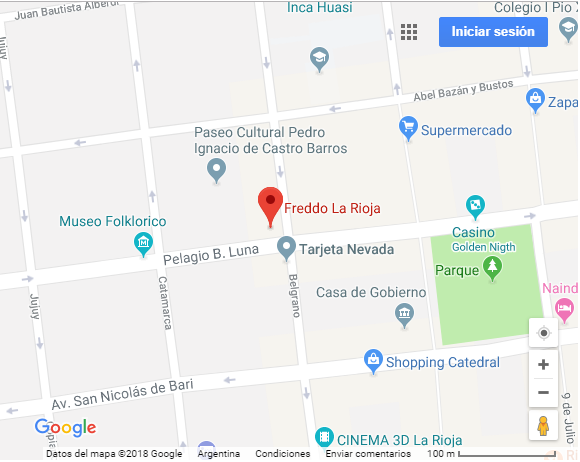 Juan Bautista Alberdi
Inca Huasi
Colegio I Pio X
Iniciar sesión
Jujuy
Abel Bazán y Bustos
Zapa
Supermercado
Paseo Cultural Pedro
Ignacio de Castro Barros
Freddo La Rioja
Museo Folklorico
Casino
Golden Nigth
Pelagio B. Luna
Tarjeta Nevada
Parque
Belgrano
Catamarca
Jujuy
Casa de Gobierno
Naind
Shopping Catedral
Av. San Nicolás de Bari
9 de Julio
Google
CINEMA 3D La Rioja
Datos del mapa ©2018 Google
Argentina
Condiciones
Enviar comentarios
100 m